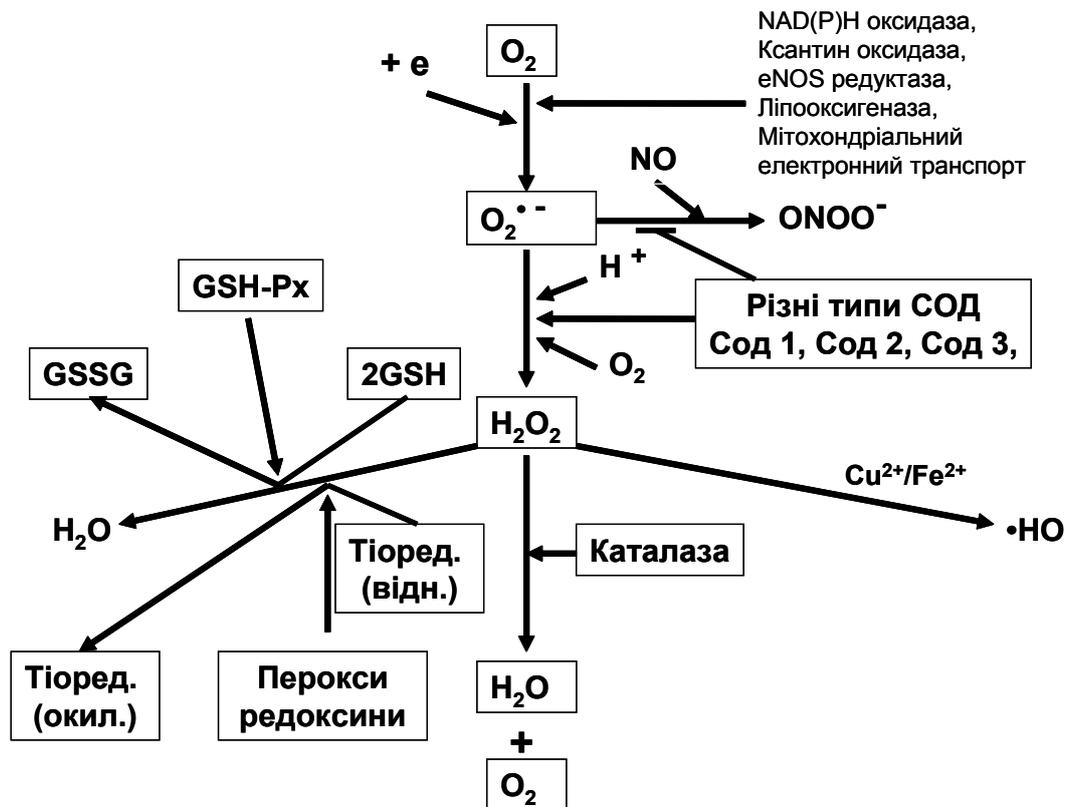 NAD(P)H оксидаза,
Ксантин оксидаза,
eNOS редуктаза,
Ліпооксигеназа,
Мітохондріальний
електронний транспорт
O₂
+ e
NO
O₂•-
ONOO⁻
H +
GSH-Px
Різні типи СОД
Сод 1, Сод 2, Сод 3,
GSSG
2GSH
O₂
H₂O₂
Cu²⁺/Fe²⁺
H₂O
•HO
Тіоред.
(відн.)
Каталаза
Тіоред.
(окил.)
Перокси
редоксини
H₂O
+
O₂